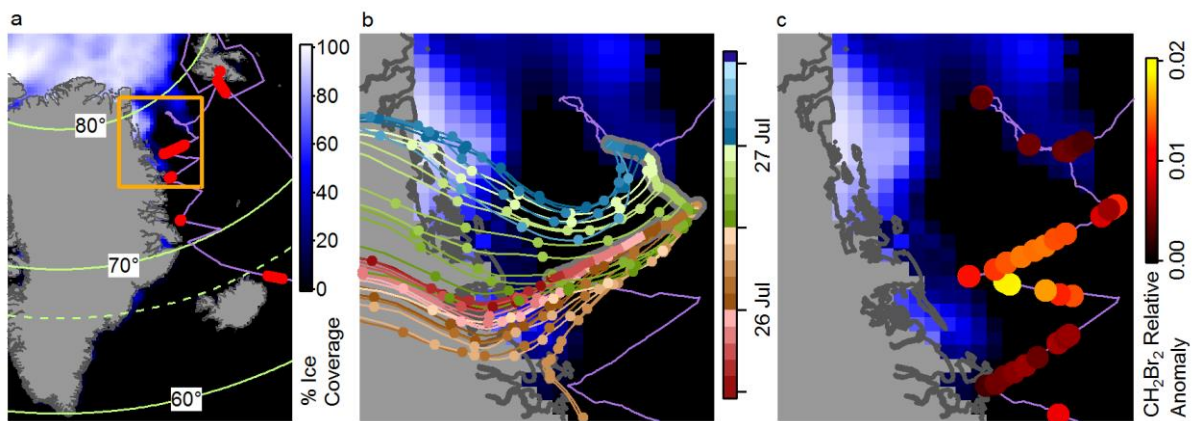 a
80°
70°
60°
100
80
60
40
20
0
% Ice
Coverage
b
27 Jul
26 Jul
c
0.02
0.01
0.00
CH₂Br₂ Relative
Anomaly